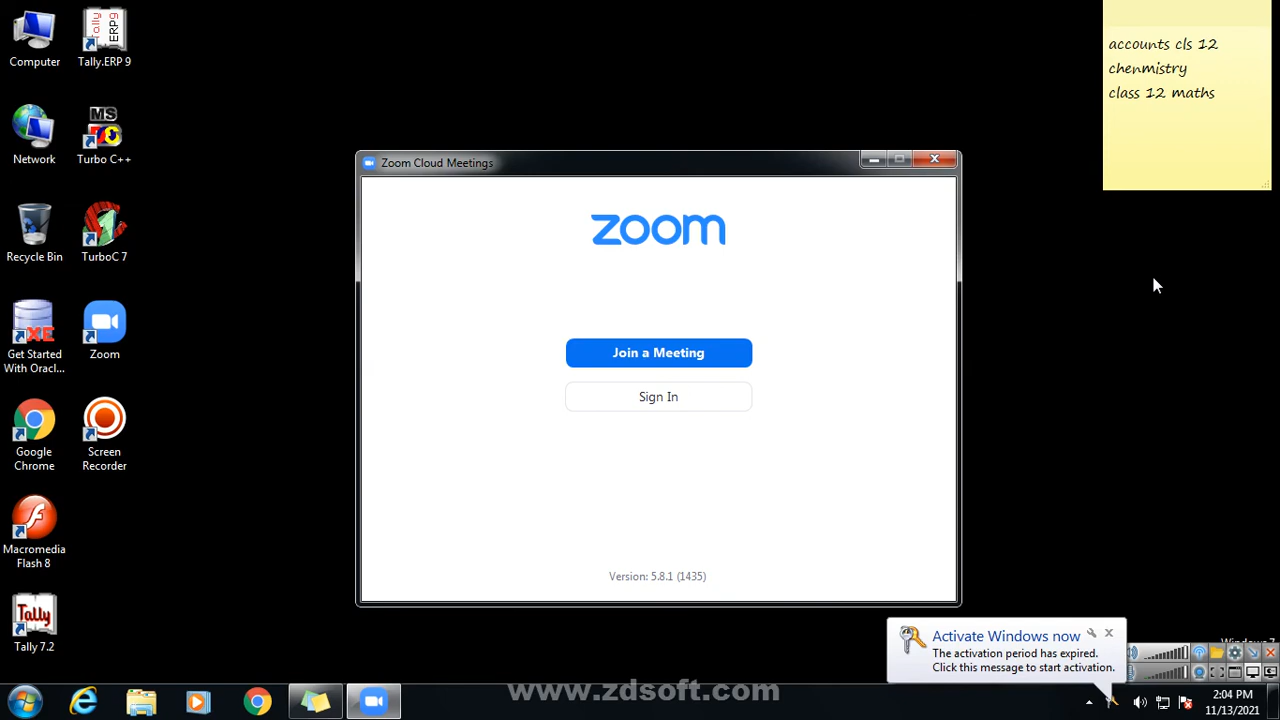 Computer
Tally.ERP 9
Network
MS
Turbo C++
Recycle Bin
TurboC 7
XE
Get Started
With Oracl...
Zoom
Google
Chrome
Screen
Recorder
Macromedia
Flash 8
Tally
Tally 7.2
accounts cls 12
chenmistry
class 12 maths
Zoom Cloud Meetings
zoom
Join a Meeting
Sign In
Version: 5.8.1 (1435)
Activate Windows now
The activation period has expired.
Click this message to start activation.
www.zdsoft.com
2:04 PM
11/13/2021